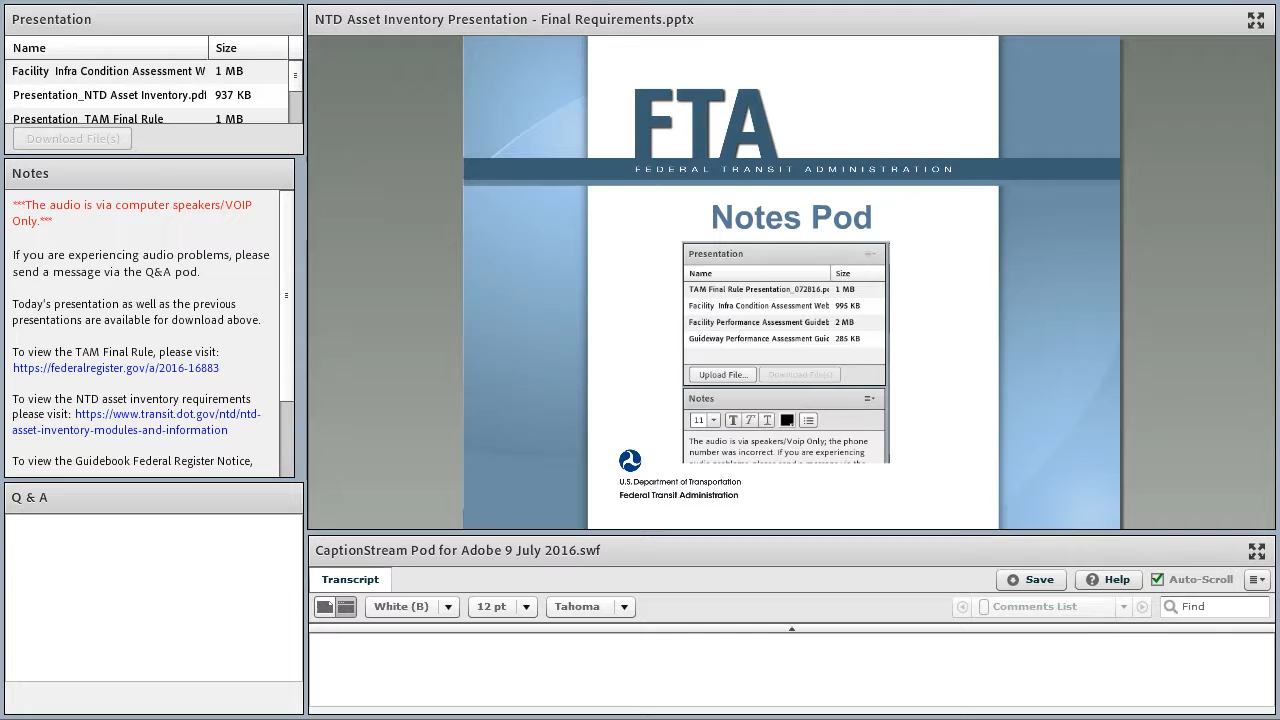 Presentation
Name Size
Facility Infra Condition Assessment W 1 MB
Presentation_NTD Asset Inventory.pdf 937 KB
Presentation_TAM Final Rule 1 MB
Download File(s)
Notes
***The audio is via computer speakers/VOIP
Only.***
If you are experiencing audio problems, please
send a message via the Q&A pod.
Today's presentation as well as the previous
presentations are available for download above.
To view the TAM Final Rule, please visit:
https://federalregister.gov/a/2016-16883
To view the NTD asset inventory requirements
please visit: https://www.transit.dot.gov/ntd/ntd-
asset-inventory-modules-and-information
To view the Guidebook Federal Register Notice,
Q & A
NTD Asset Inventory Presentation - Final Requirements.pptx
FTA
FEDERAL TRANSIT ADMINISTRATION
Notes Pod
Presentation
Name Size
TAM Final Rule Presentation_072816.pc 1 MB
Facility Infra Condition Assessment Web 995 KB
Facility Performance Assessment Guideb 2 MB
Guideway Performance Assessment Guic 285 KB
Upload File... Download File(s)
Notes
11 T T T
The audio is via speakers/Voip Only; the phone
number was incorrect. If you are experiencing
audio problems, please send a message via the
U.S. Department of Transportation
Federal Transit Administration
CaptionStream Pod for Adobe 9 July 2016.swf
Transcript Save Help Auto-Scroll
White (B) 12 pt Tahoma Comments List Find